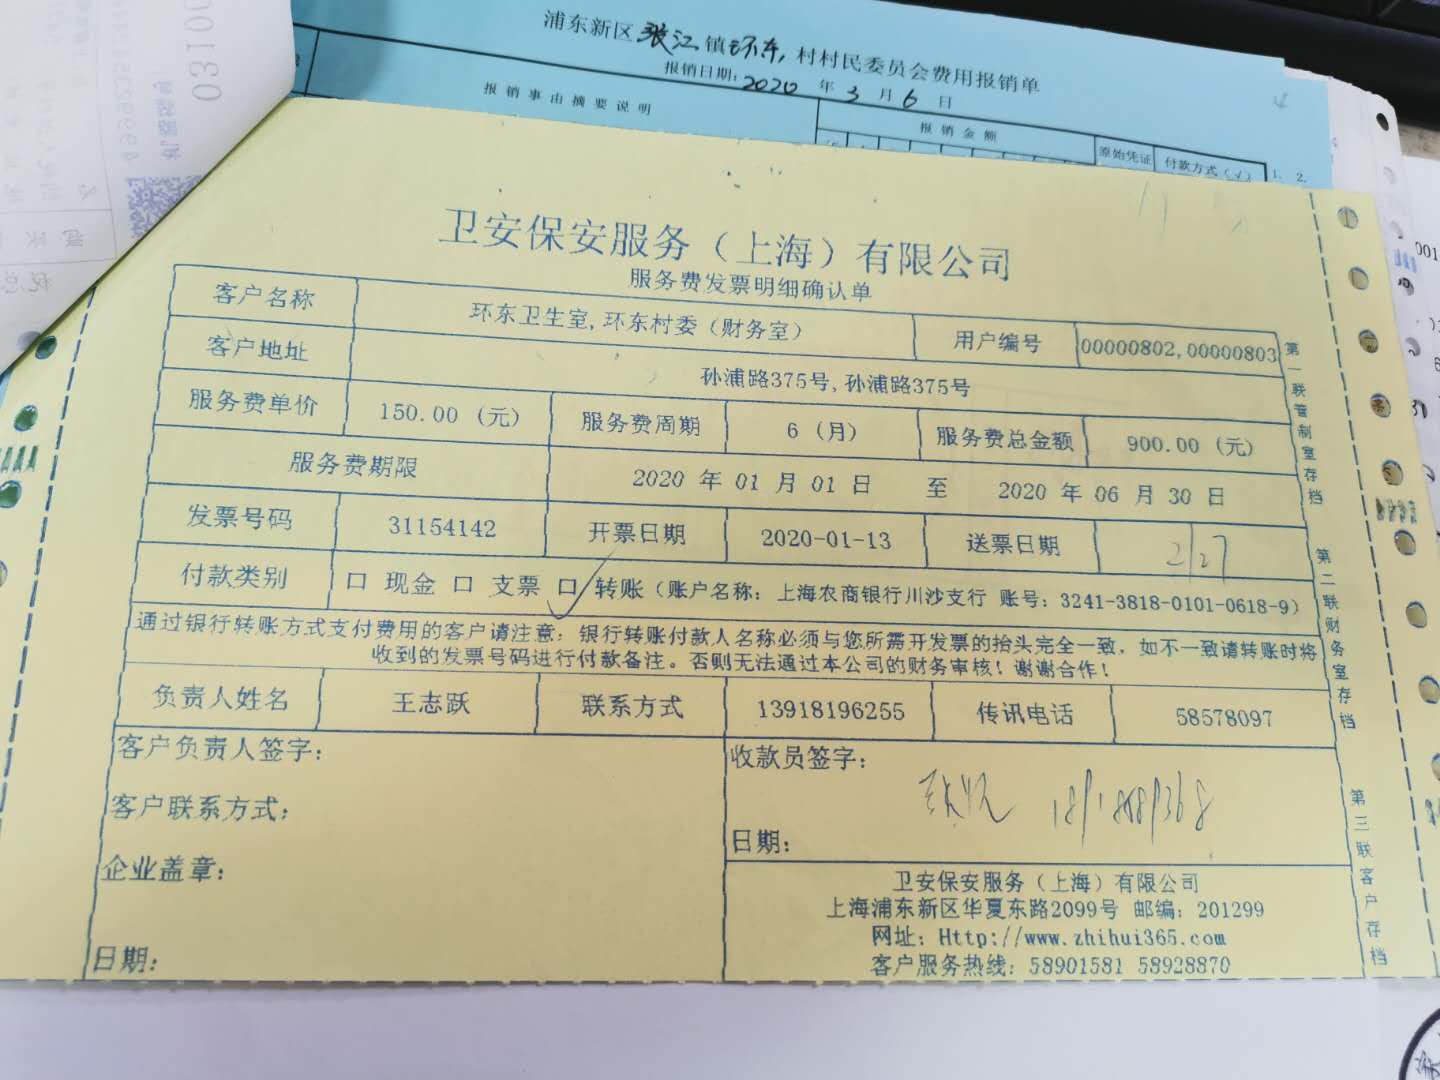 00130
浦东新区张江镇环东村村民委员会费用报销单
报销日期：2020年3月6日
报销事由摘要说明
报销金额
原始凭证
付款方式（√）
1. 2.
001
卫安保安服务（上海）有限公司
服务费发票明细确认单
客户名称 环东卫生室,环东村委（财务室） 用户编号 00000802,00000803
客户地址 孙浦路375号,孙浦路375号
服务费单价 150.00（元） 服务费周期 6（月） 服务费总金额 900.00（元）
服务费期限 2020 年 01 月 01 日 至 2020 年 06 月 30 日
发票号码 31154142 开票日期 2020-01-13 送票日期 2/27
付款类别 口 现金 口 支票 口 转账（账户名称：上海农商银行川沙支行 账号：3241-3818-0101-0618-9）
通过银行转账方式支付费用的客户请注意：银行转账付款人名称必须与您所需开发票的抬头完全一致，如不一致请转账时将
收到的发票号码进行付款备注。否则无法通过本公司的财务审核！谢谢合作！
负责人姓名 王志跃 联系方式 13918196255 传讯电话 58578097
客户负责人签字：
客户联系方式；
企业盖章：
日期：
收款员签字：
日期：
卫安保安服务（上海）有限公司
上海浦东新区华夏东路2099号 邮编：201299
网址：Http://www.zhihui365.com
客户服务热线：58901581 58928870
第一联管制室存档
第二联财务室存档
第三联客户存档